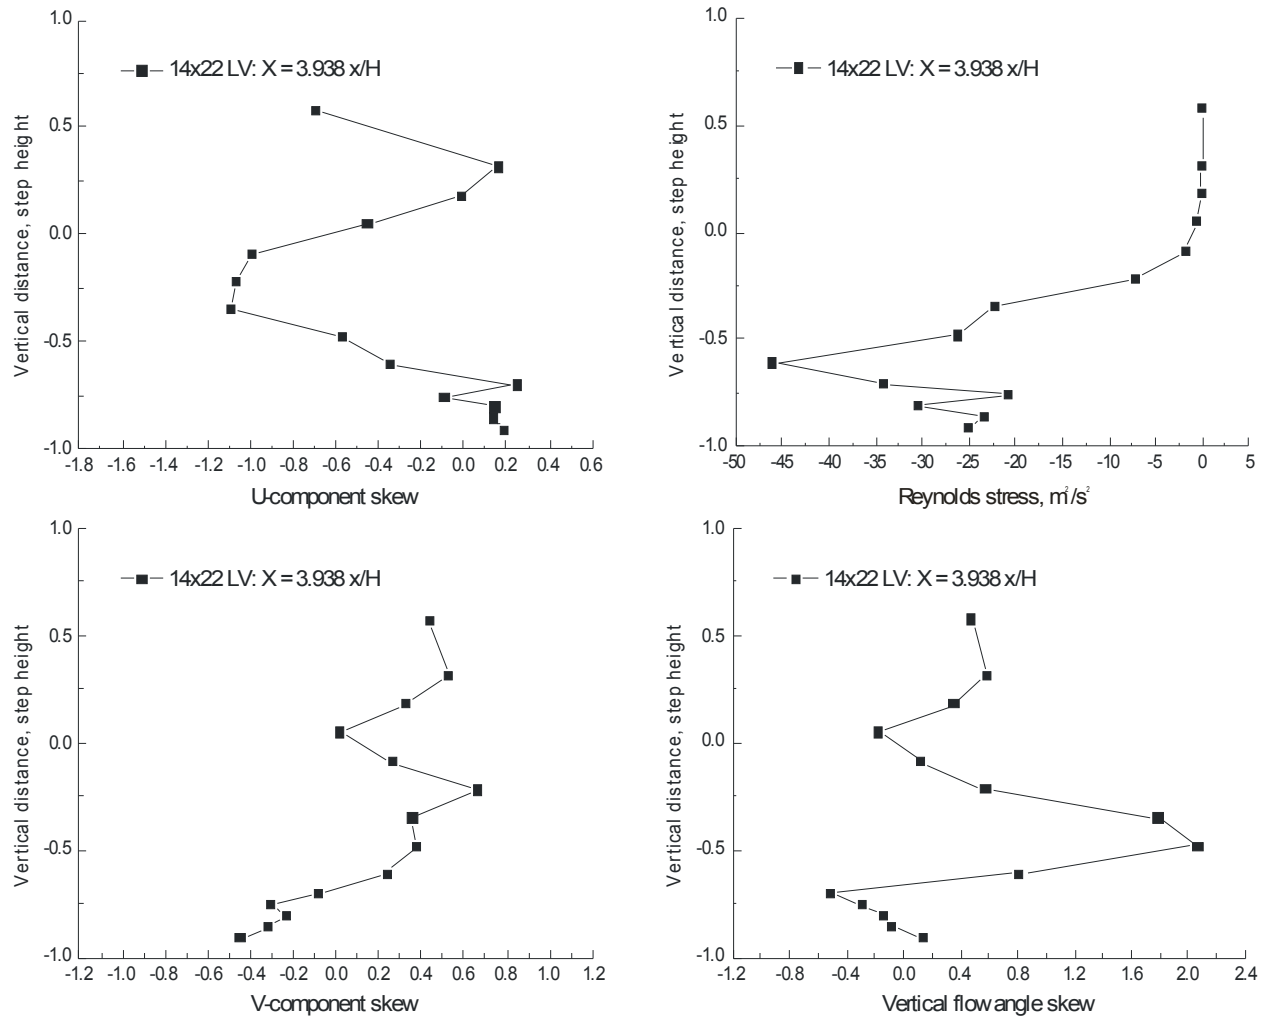 1.0
14x22 LV: X = 3.938 x/H
0.5
0.0
-0.5
-1.0
Vertical distance, step height
-1.8 -1.6 -1.4 -1.2 -1.0 -0.8 -0.6 -0.4 -0.2 0.0 0.2 0.4 0.6
U-component skew
1.0
14x22 LV: X = 3.938 x/H
0.5
0.0
-0.5
-1.0
Vertical distance, step height
-50 -45 -40 -35 -30 -25 -20 -15 -10 -5 0 5
Reynolds stress, m²/s²
1.0
14x22 LV: X = 3.938 x/H
0.5
0.0
-0.5
-1.0
Vertical distance, step height
-1.2 -1.0 -0.8 -0.6 -0.4 -0.2 0.0 0.2 0.4 0.6 0.8 1.0 1.2
V-component skew
1.0
14x22 LV: X = 3.938 x/H
0.5
0.0
-0.5
-1.0
Vertical distance, step height
-1.2 -0.8 -0.4 0.0 0.4 0.8 1.2 1.6 2.0 2.4
Vertical flow angle skew